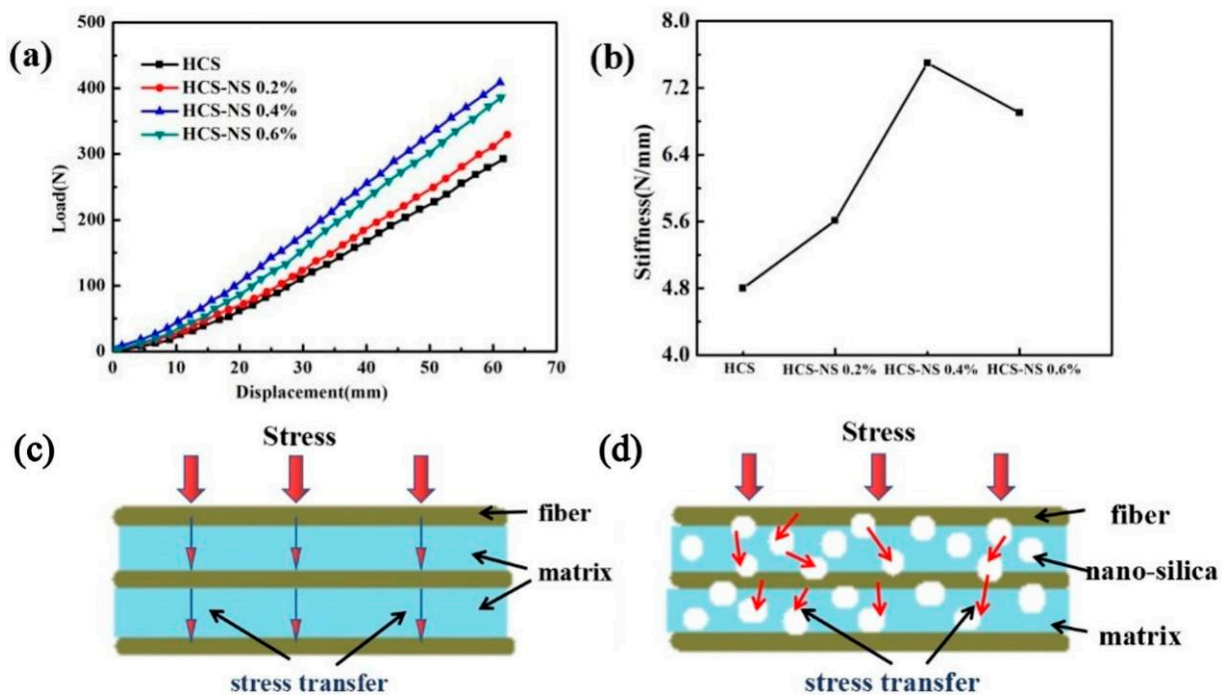 (a)
500
400
300
200
100
0
Load(N)
HCS
HCS-NS 0.2%
HCS-NS 0.4%
HCS-NS 0.6%
0 10 20 30 40 50 60 70
Displacement(mm)
(b)
8.0
7.2
6.4
5.6
4.8
4.0
Stiffness(N/mm)
HCS HCS-NS 0.2% HCS-NS 0.4% HCS-NS 0.6%
(c)
Stress
fiber
matrix
stress transfer
(d)
Stress
fiber
nano-silica
matrix
stress transfer